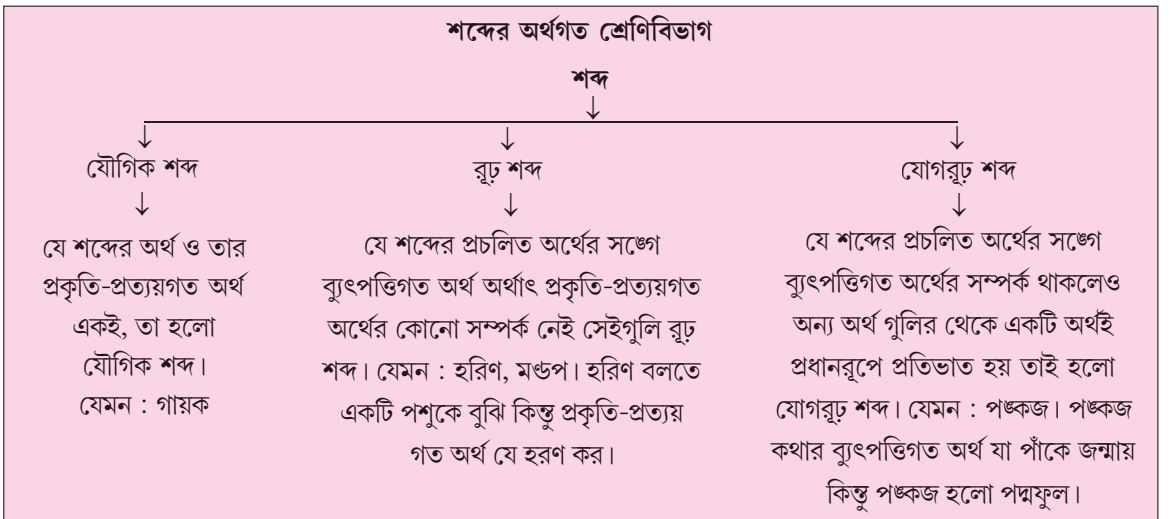 শব্দের অর্থগত শ্রেণিবিভাগ
শব্দ
যৌগিক শব্দ
যে শব্দের অর্থ ও তার
প্রকৃতি-প্রত্যয়গত অর্থ
একই, তা হলো
যৌগিক শব্দ।
যেমন : গায়ক
রূঢ় শব্দ
যে শব্দের প্রচলিত অর্থের সঙ্গে
ব্যুৎপত্তিগত অর্থ অর্থাৎ প্রকৃতি-প্রত্যয়গত
অর্থের কোনো সম্পর্ক নেই সেইগুলি রূঢ়
শব্দ। যেমন : হরিণ, মণ্ডপ। হরিণ বলতে
একটি পশুকে বুঝি কিন্তু প্রকৃতি-প্রত্যয়
গত অর্থ যে হরণ কর।
যোগরূঢ় শব্দ
যে শব্দের প্রচলিত অর্থের সঙ্গে
ব্যুৎপত্তিগত অর্থের সম্পর্ক থাকলেও
অন্য অর্থ গুলির থেকে একটি অর্থই
প্রধানরূপে প্রতিভাত হয় তাই হলো
যোগরূঢ় শব্দ। যেমন : পঙ্কজ। পঙ্কজ
কথার ব্যুৎপত্তিগত অর্থ যা পাঁকে জন্মায়
কিন্তু পঙ্কজ হলো পদ্মফুল।